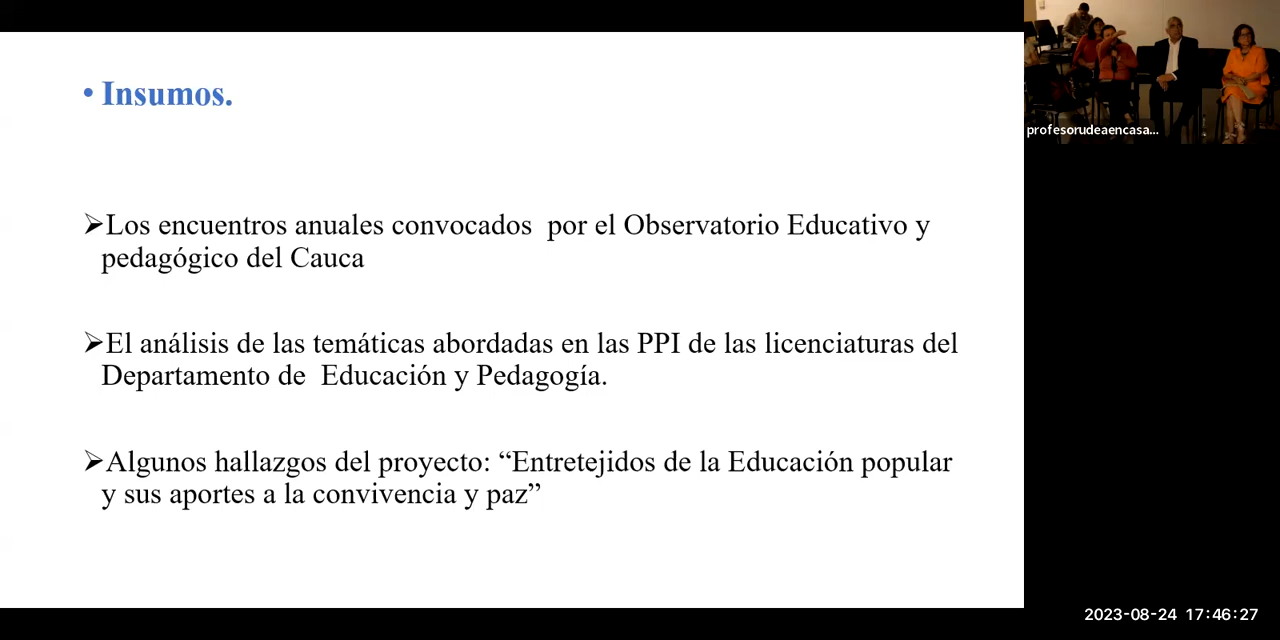 • Insumos.
➢Los encuentros anuales convocados  por el Observatorio Educativo y
pedagógico del Cauca
➢El análisis de las temáticas abordadas en las PPI de las licenciaturas del
Departamento de  Educación y Pedagogía.
➢Algunos hallazgos del proyecto: “Entretejidos de la Educación popular
y sus aportes a la convivencia y paz”
profesorudeaencasa...
2023-08-24 17:46:27